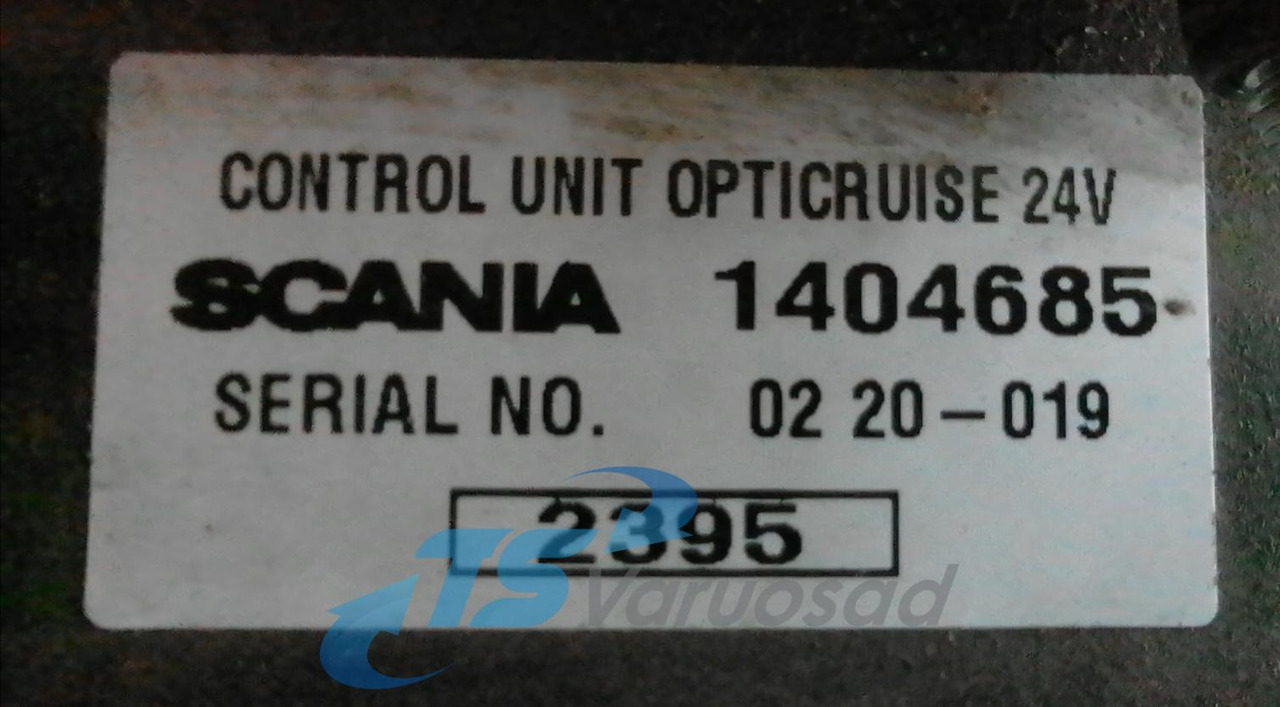 CONTROL UNIT OPTICRUISE 24V
SCANIA 1404685
SERIAL NO. 02 20-019
2395
TS Varuosad